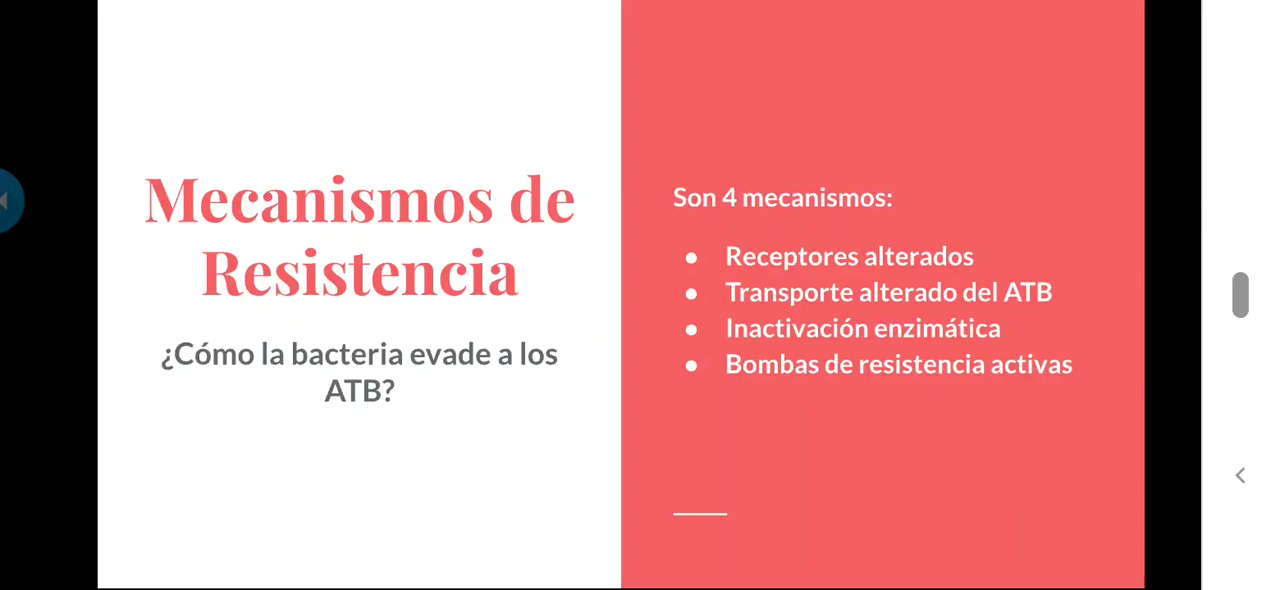 Mecanismos de
Resistencia
¿Cómo la bacteria evade a los
ATB?
Son 4 mecanismos:
● Receptores alterados
● Transporte alterado del ATB
● Inactivación enzimática
● Bombas de resistencia activas